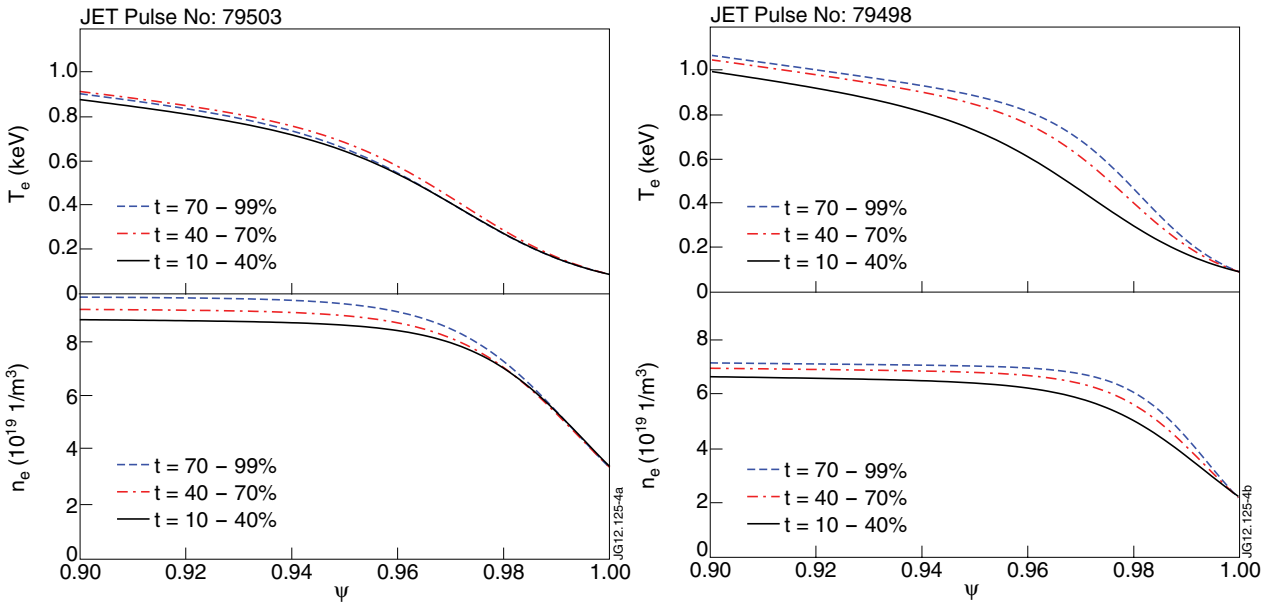 JET Pulse No: 79503
1.0
0.8
0.6
0.4
0.2
0
T_e (keV)
t = 70 – 99%
t = 40 – 70%
t = 10 – 40%
8
6
4
2
0
n_e (10^19 1/m^3)
t = 70 – 99%
t = 40 – 70%
t = 10 – 40%
JG12.125-4a
0.90 0.92 0.94 0.96 0.98 1.00
ψ
JET Pulse No: 79498
1.0
0.8
0.6
0.4
0.2
0
T_e (keV)
t = 70 – 99%
t = 40 – 70%
t = 10 – 40%
8
6
4
2
0
n_e (10^19 1/m^3)
t = 70 – 99%
t = 40 – 70%
t = 10 – 40%
JG12.125-4b
0.90 0.92 0.94 0.96 0.98 1.00
ψ